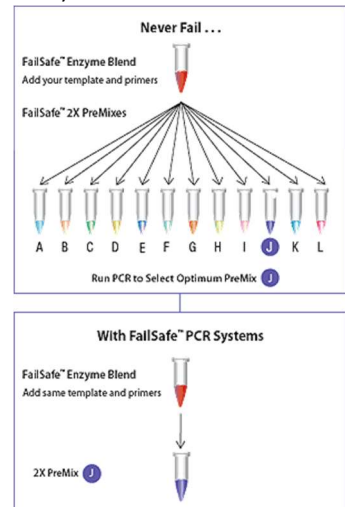 Never Fail . . .
FailSafe™ Enzyme Blend
Add your template and primers
FailSafe™ 2X PreMixes
A B C D E F G H I J K L
Run PCR to Select Optimum PreMix J
With FailSafe™ PCR Systems
FailSafe™ Enzyme Blend
Add same template and primers
2X PreMix J